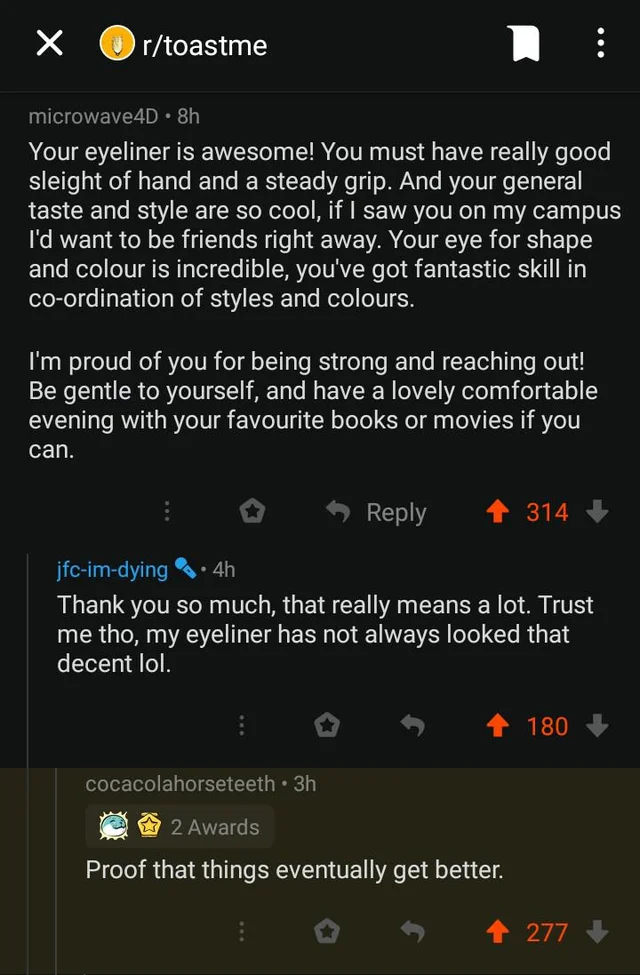 r/toastme
microwave4D • 8h
Your eyeliner is awesome! You must have really good
sleight of hand and a steady grip. And your general
taste and style are so cool, if I saw you on my campus
I'd want to be friends right away. Your eye for shape
and colour is incredible, you've got fantastic skill in
co-ordination of styles and colours.
I'm proud of you for being strong and reaching out!
Be gentle to yourself, and have a lovely comfortable
evening with your favourite books or movies if you
can.
Reply 314
jfc-im-dying • 4h
Thank you so much, that really means a lot. Trust
me tho, my eyeliner has not always looked that
decent lol.
180
cocacolahorseteeth • 3h
2 Awards
Proof that things eventually get better.
277